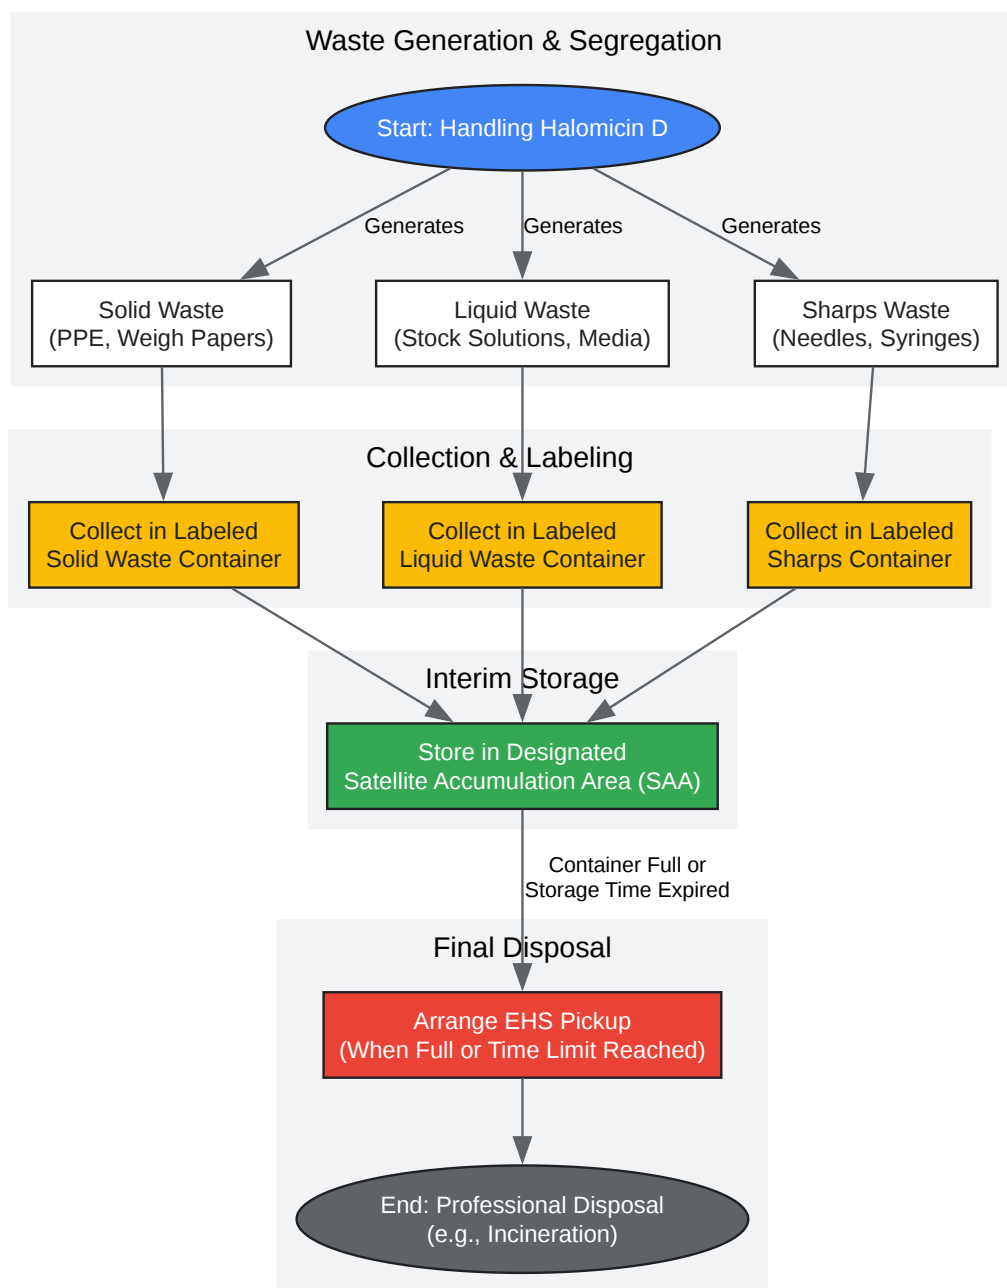 Waste Generation & Segregation
Start: Handling Halomicin D
Generates
Generates
Generates
Solid Waste
(PPE, Weigh Papers)
Liquid Waste
(Stock Solutions, Media)
Sharps Waste
(Needles, Syringes)
Collection & Labeling
Collect in Labeled
Solid Waste Container
Collect in Labeled
Liquid Waste Container
Collect in Labeled
Sharps Container
Interim Storage
Store in Designated
Satellite Accumulation Area (SAA)
Container Full or
Storage Time Expired
Final Disposal
Arrange EHS Pickup
(When Full or Time Limit Reached)
End: Professional Disposal
(e.g., Incineration)